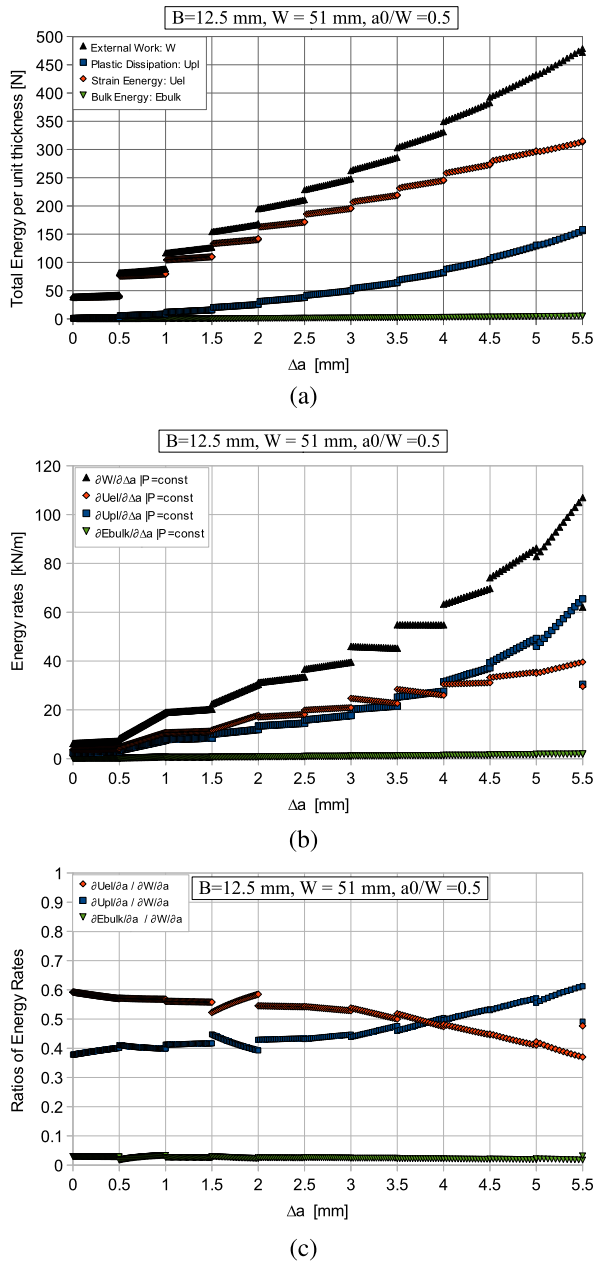 B=12.5 mm, W = 51 mm, a0/W =0.5
500
450
400
350
300
250
200
150
100
50
0
Total Energy per unit thickness [N]
External Work: W
Plastic Dissipation: Upl
Strain Eenergy: Uel
Bulk Energy: Ebulk
0 0.5 1 1.5 2 2.5 3 3.5 4 4.5 5 5.5
Δa [mm]
(a)
B=12.5 mm, W = 51 mm, a0/W =0.5
120
100
80
60
40
20
0
Energy rates [kN/m]
∂W/∂Δa |P=const
∂Uel/∂Δa |P=const
∂Upl/∂Δa |P=const
∂Ebulk/∂Δa |P=const
0 0.5 1 1.5 2 2.5 3 3.5 4 4.5 5 5.5
Δa [mm]
(b)
1
0.9
0.8
0.7
0.6
0.5
0.4
0.3
0.2
0.1
0
Ratios of Energy Rates
∂Uel/∂a / ∂W/∂a
∂Upl/∂a / ∂W/∂a
∂Ebulk/∂a / ∂W/∂a
B=12.5 mm, W = 51 mm, a0/W =0.5
0 0.5 1 1.5 2 2.5 3 3.5 4 4.5 5 5.5
Δa [mm]
(c)